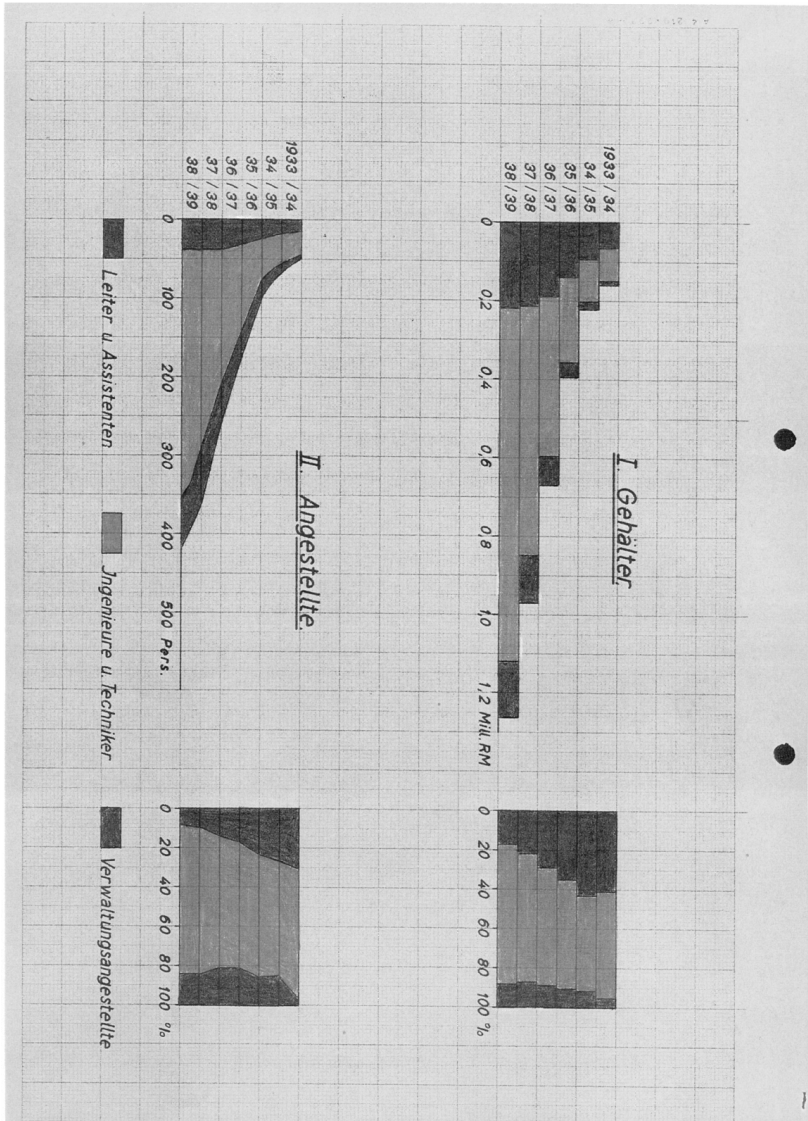 I. Gehälter.
1933 / 34
34 / 35
35 / 36
36 / 37
37 / 38
38 / 39
0 0,2 0,4 0,6 0,8 1,0 1,2 Mill. RM
0 20 40 60 80 100 %
II. Angestellte.
1933 / 34
34 / 35
35 / 36
36 / 37
37 / 38
38 / 39
0 100 200 300 400 500 Pers.
0 20 40 60 80 100 %
Leiter u. Assistenten
Jngenieure u. Techniker
Verwaltungsangestellte